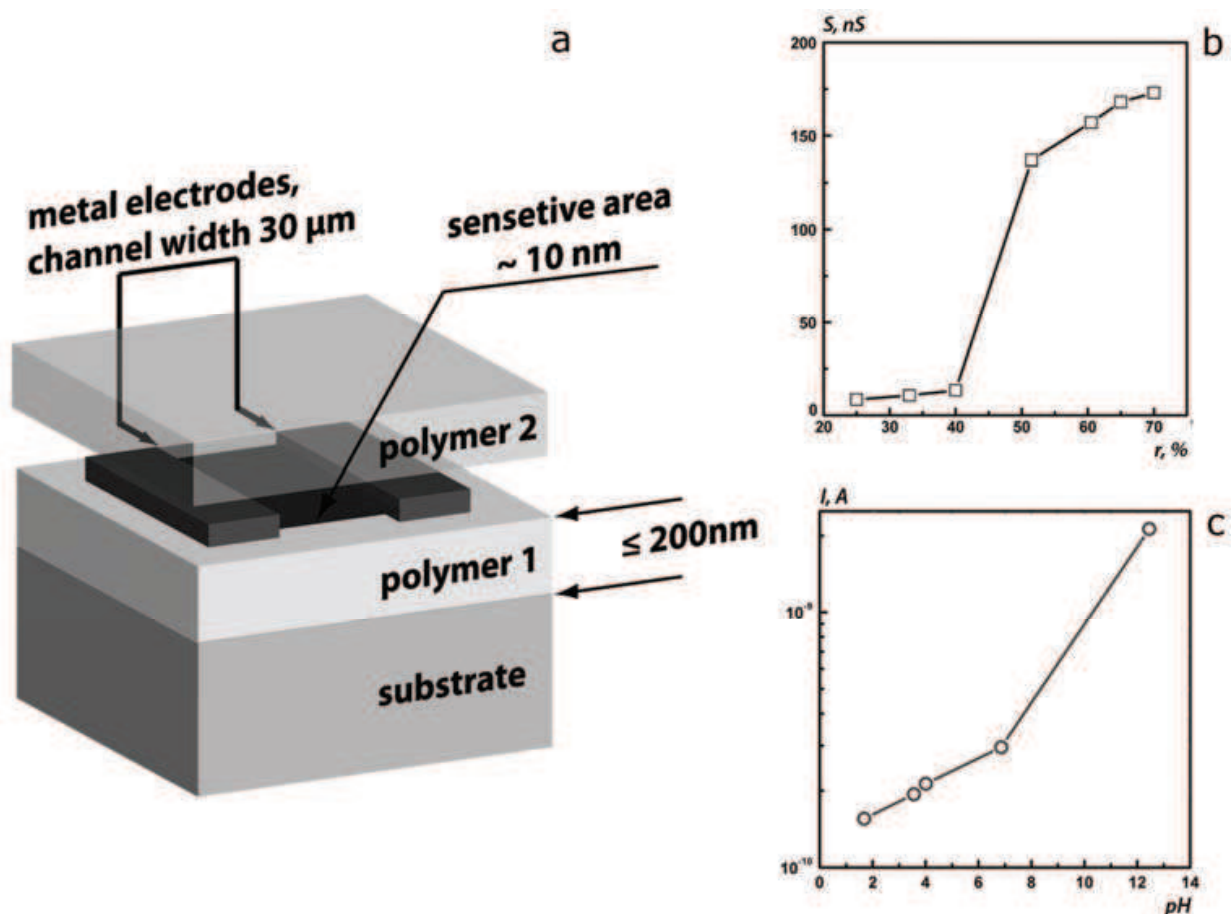 a
metal electrodes,
channel width 30 µm
sensetive area
~ 10 nm
polymer 2
≤ 200nm
polymer 1
substrate
S, nS
b
200
150
100
50
0
20 30 40 50 60 70
r, %
I, A
c
10⁻⁹
10⁻¹⁰
0 2 4 6 8 10 12 14
pH